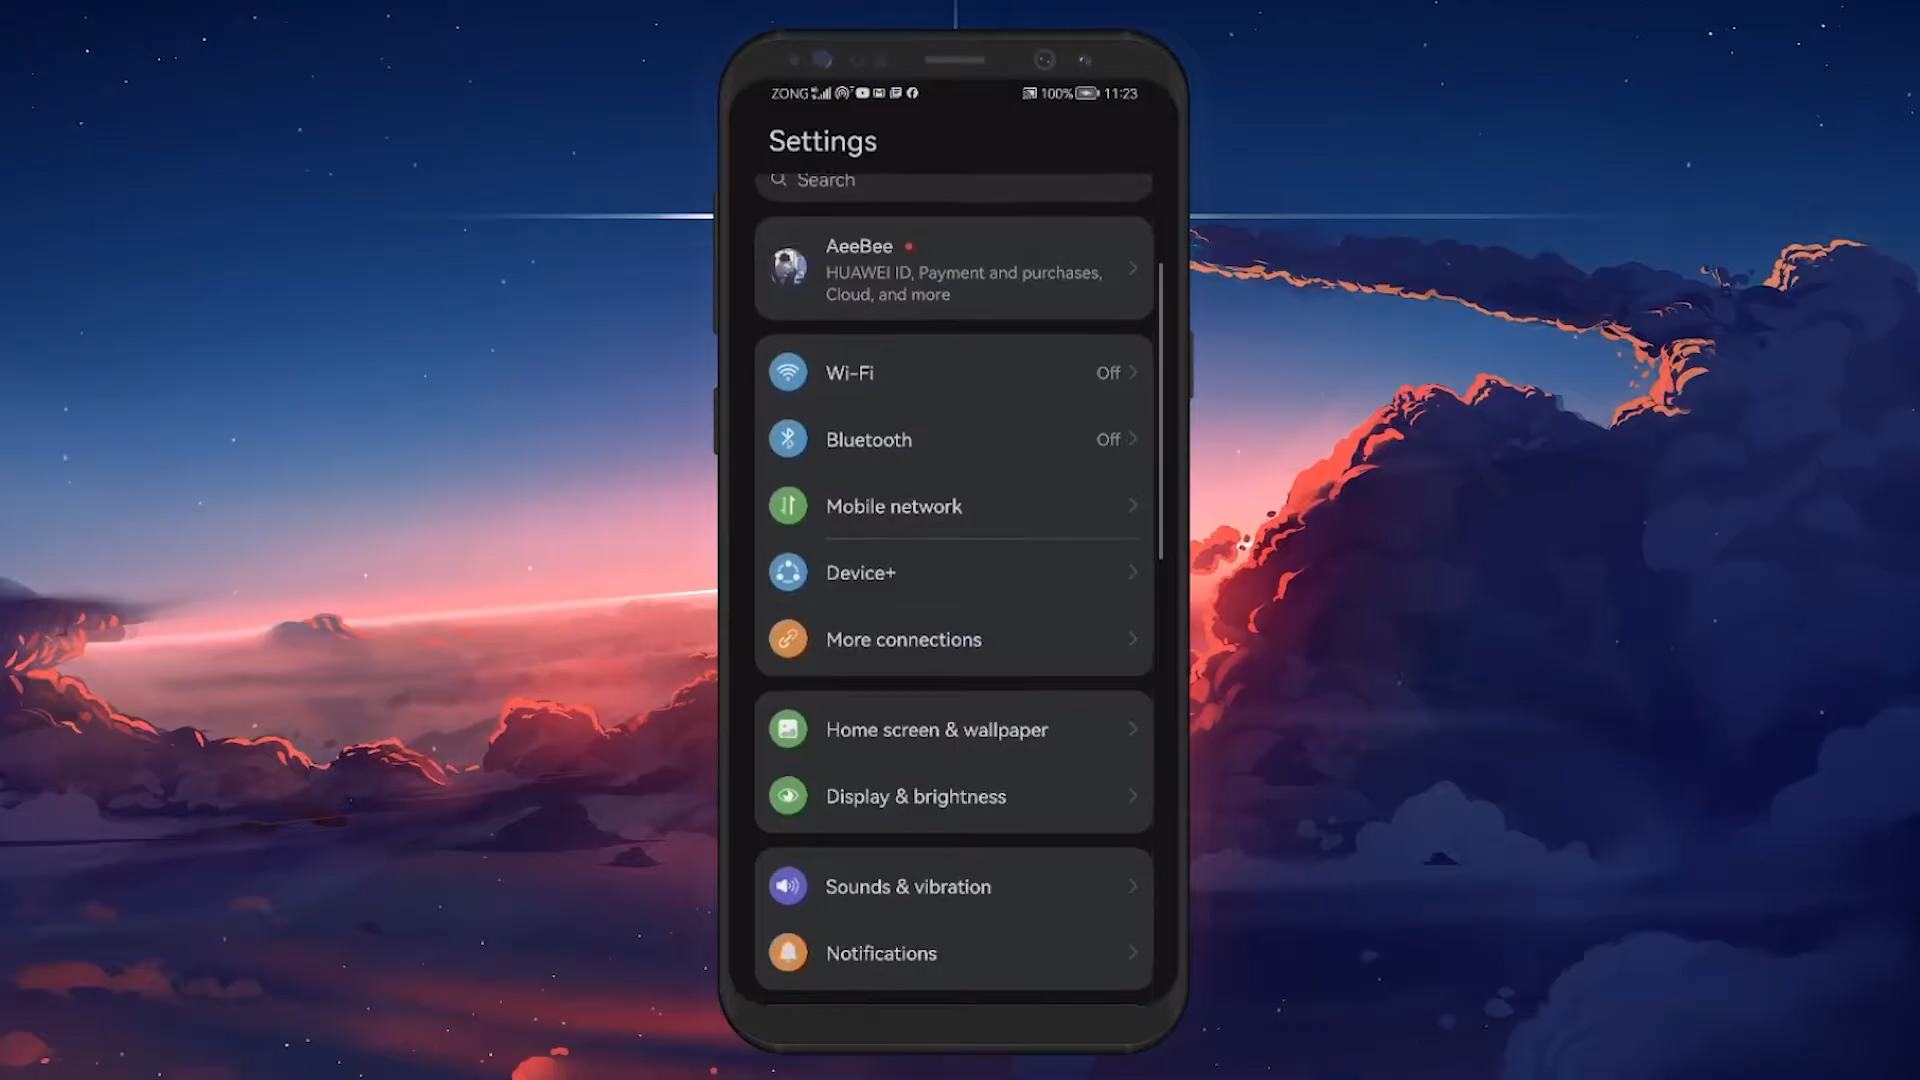 ZONG 100% 11:23
Settings
Search
AeeBee
HUAWEI ID, Payment and purchases,
Cloud, and more
Wi-Fi Off
Bluetooth Off
Mobile network
Device+
More connections
Home screen & wallpaper
Display & brightness
Sounds & vibration
Notifications